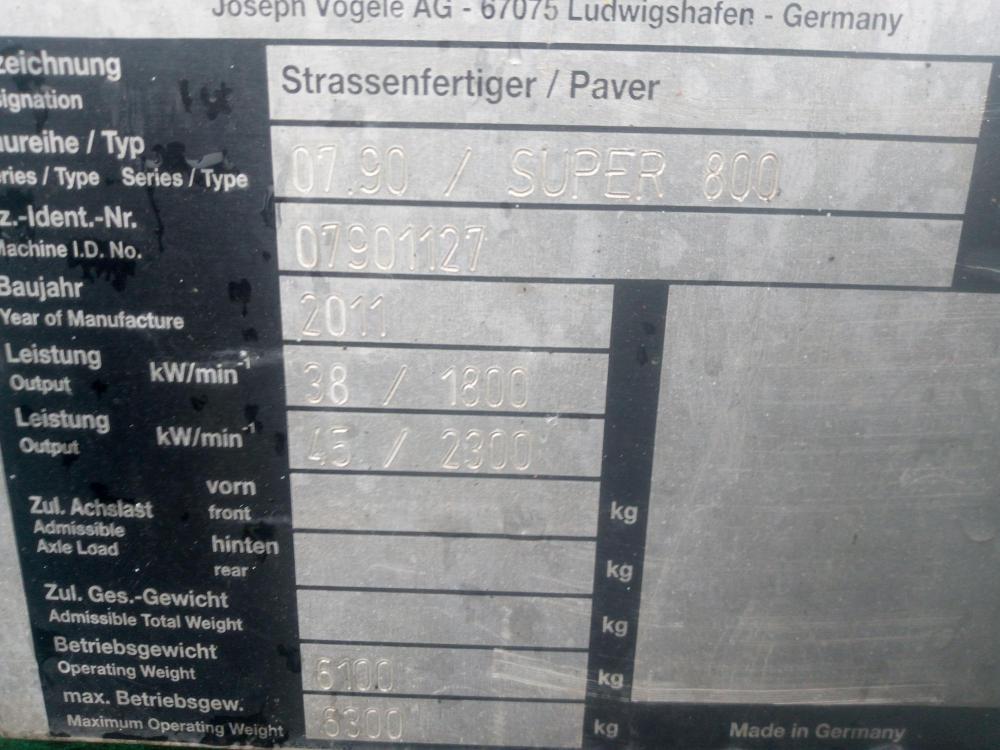 Joseph Vögele AG - 67075 Ludwigshafen - Germany
zeichnung
signation
Strassenfertiger / Paver
aureihe / Typ
ries / Type Series / Type
07.90 / SUPER 800
z.-Ident.-Nr.
Machine I.D. No.
07901127
Baujahr
Year of Manufacture
2011
Leistung
Output
kW/min⁻¹
38 / 1800
Leistung
Output
kW/min⁻¹
45 / 2300
Zul. Achslast
Admissible
Axle Load
vorn
front
kg
hinten
rear
kg
Zul. Ges.-Gewicht
Admissible Total Weight
kg
Betriebsgewicht
Operating Weight
6100
kg
max. Betriebsgew.
Maximum Operating Weight
6300
kg
Made in Germany